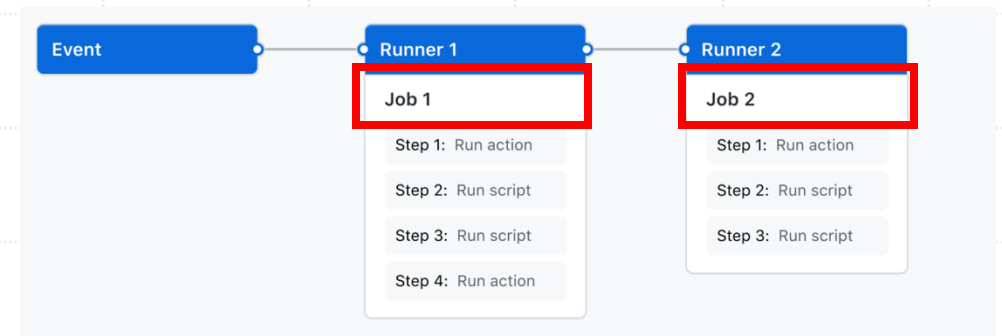 Event
Runner 1
Job 1
Step 1: Run action
Step 2: Run script
Step 3: Run script
Step 4: Run action
Runner 2
Job 2
Step 1: Run action
Step 2: Run script
Step 3: Run script